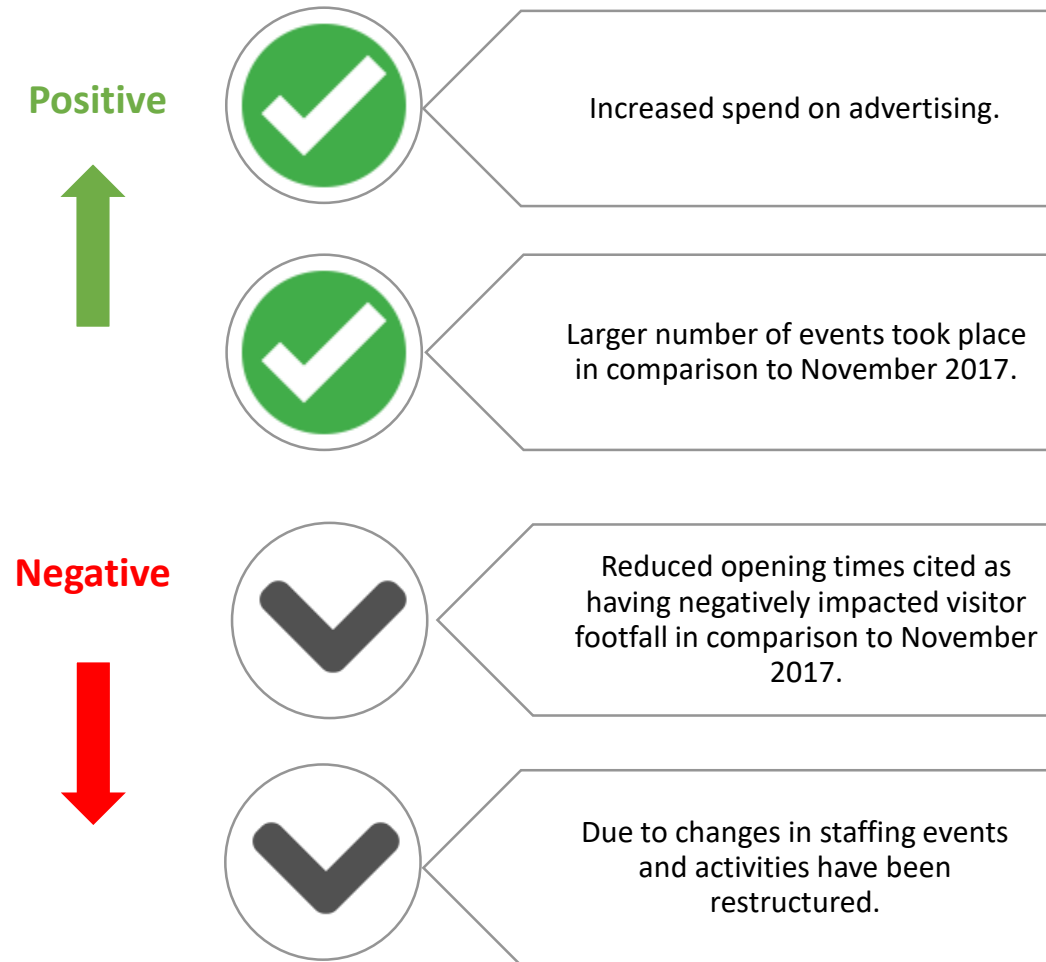 Positive
Increased spend on advertising.
Larger number of events took place
in comparison to November 2017.
Negative
Reduced opening times cited as
having negatively impacted visitor
footfall in comparison to November
2017.
Due to changes in staffing events
and activities have been
restructured.